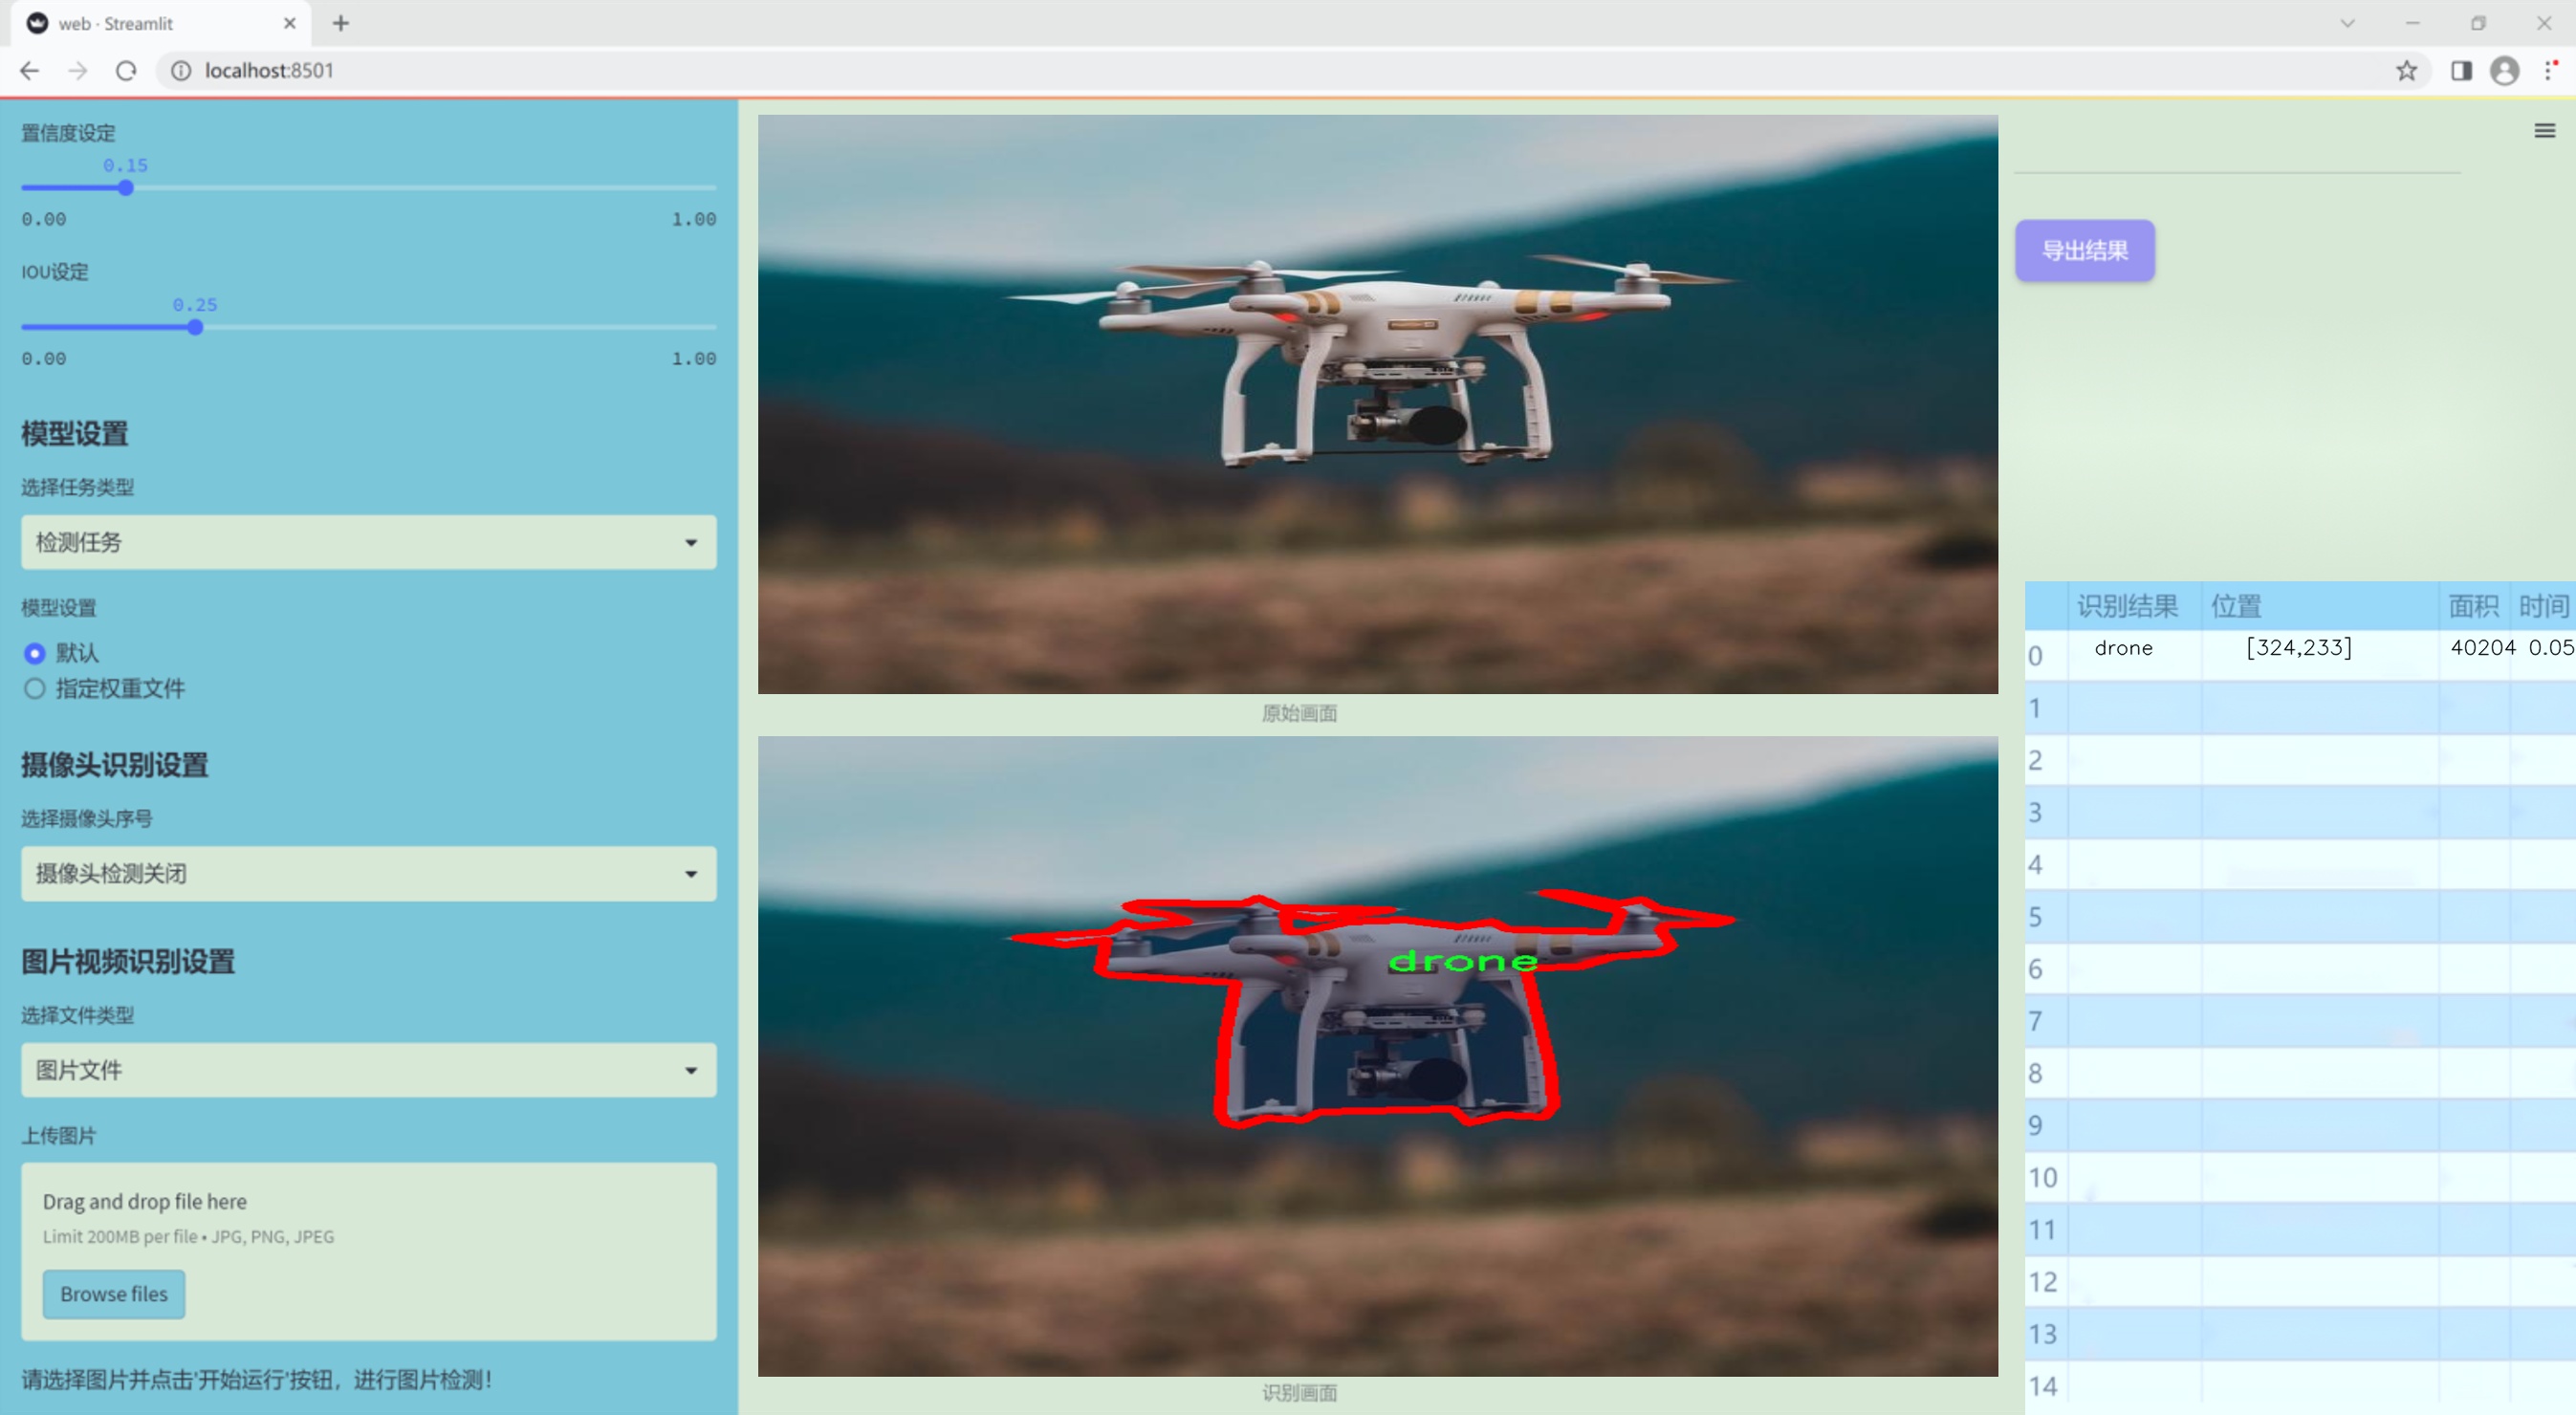 web · Streamlit
localhost:8501
置信度设定
0.15
0.00 1.00
IOU设定
0.25
0.00 1.00
模型设置
选择任务类型
检测任务
模型设置
默认
指定权重文件
摄像头识别设置
选择摄像头序号
摄像头检测关闭
图片视频识别设置
选择文件类型
图片文件
上传图片
Drag and drop file here
Limit 200MB per file • JPG, PNG, JPEG
Browse files
请选择图片并点击'开始运行'按钮，进行图片检测！
原始画面
drone
识别画面
导出结果
识别结果 位置 面积 时间
0 drone [324,233] 40204 0.05
1
2
3
4
5
6
7
8
9
10
11
12
13
14